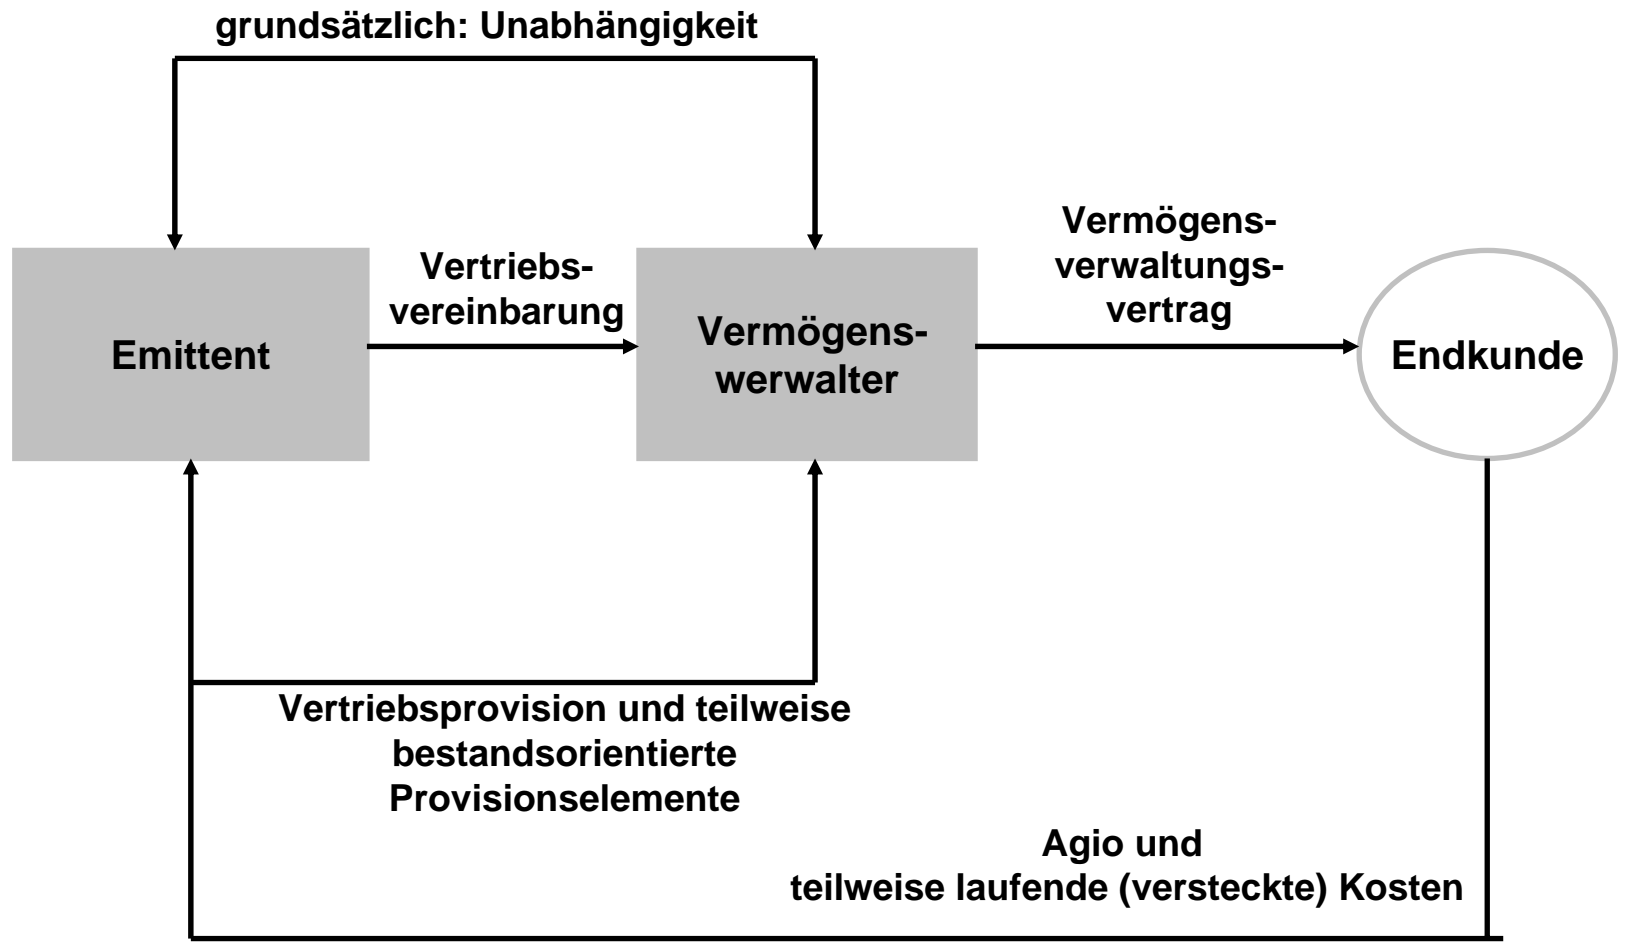 grundsätzlich: Unabhängigkeit
Vertriebs-
vereinbarung
Vermögens-
verwaltungs-
vertrag
Emittent
Vermögens-
werwalter
Endkunde
Vertriebsprovision und teilweise
bestandsorientierte
Provisionselemente
Agio und
teilweise laufende (versteckte) Kosten